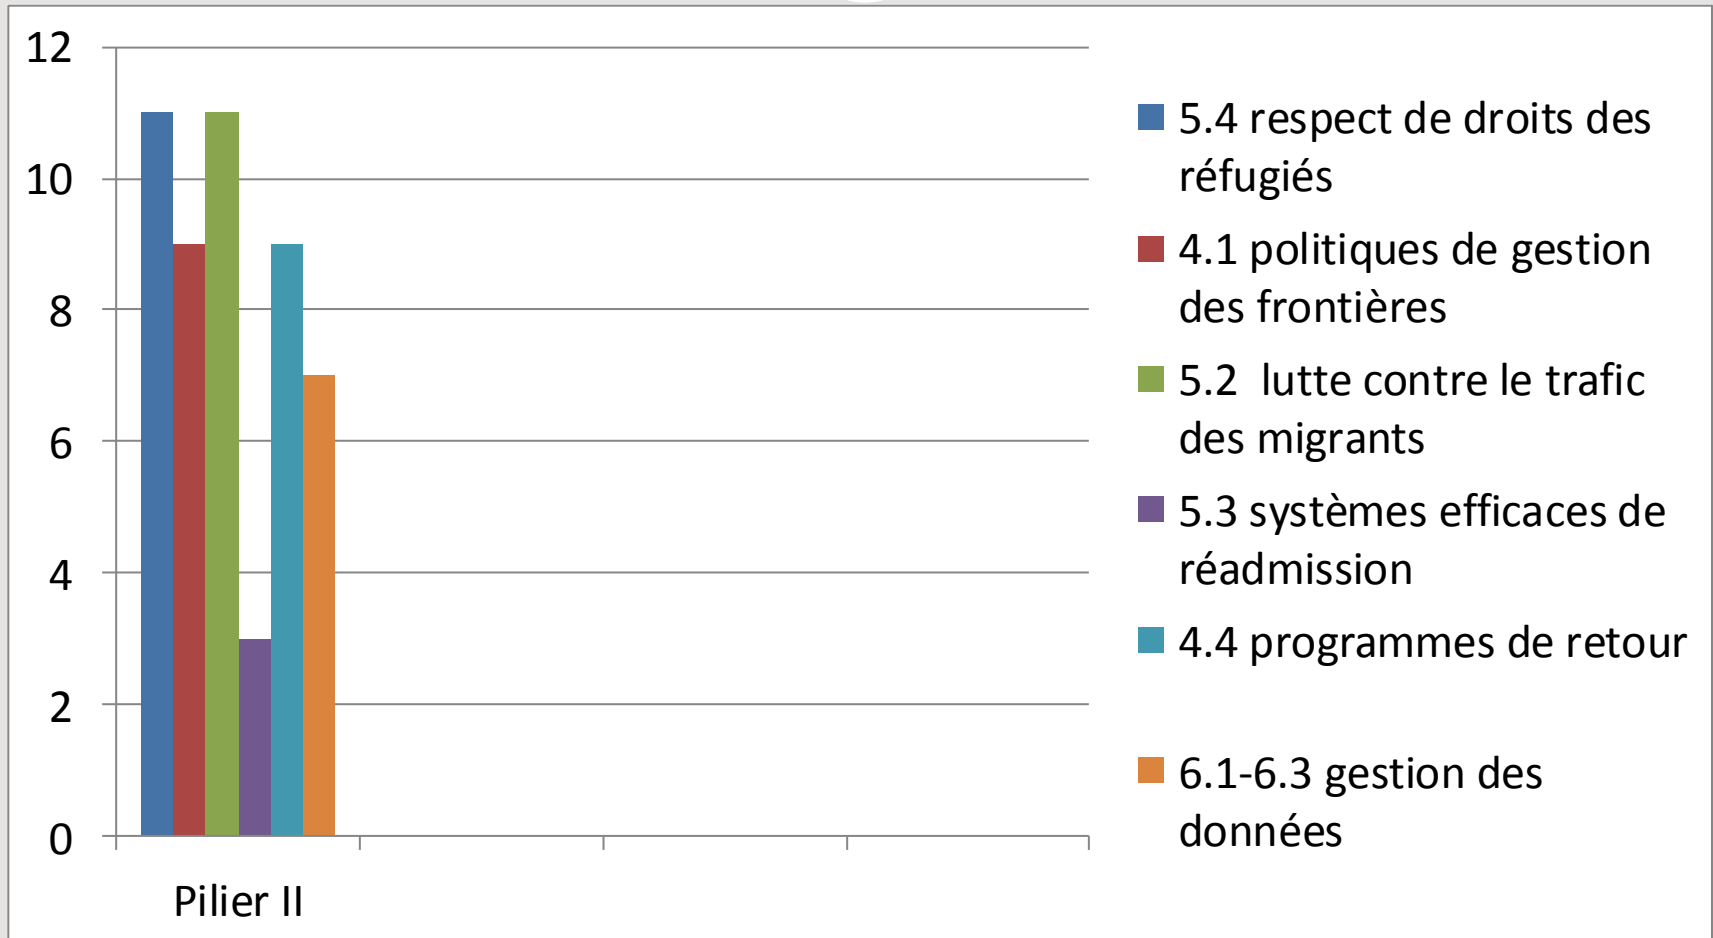 12
10
8
6
4
2
0
Pilier II
5.4 respect de droits des
réfugiés
4.1 politiques de gestion
des frontières
5.2  lutte contre le trafic
des migrants
5.3 systèmes efficaces de
réadmission
4.4 programmes de retour
6.1-6.3 gestion des
données